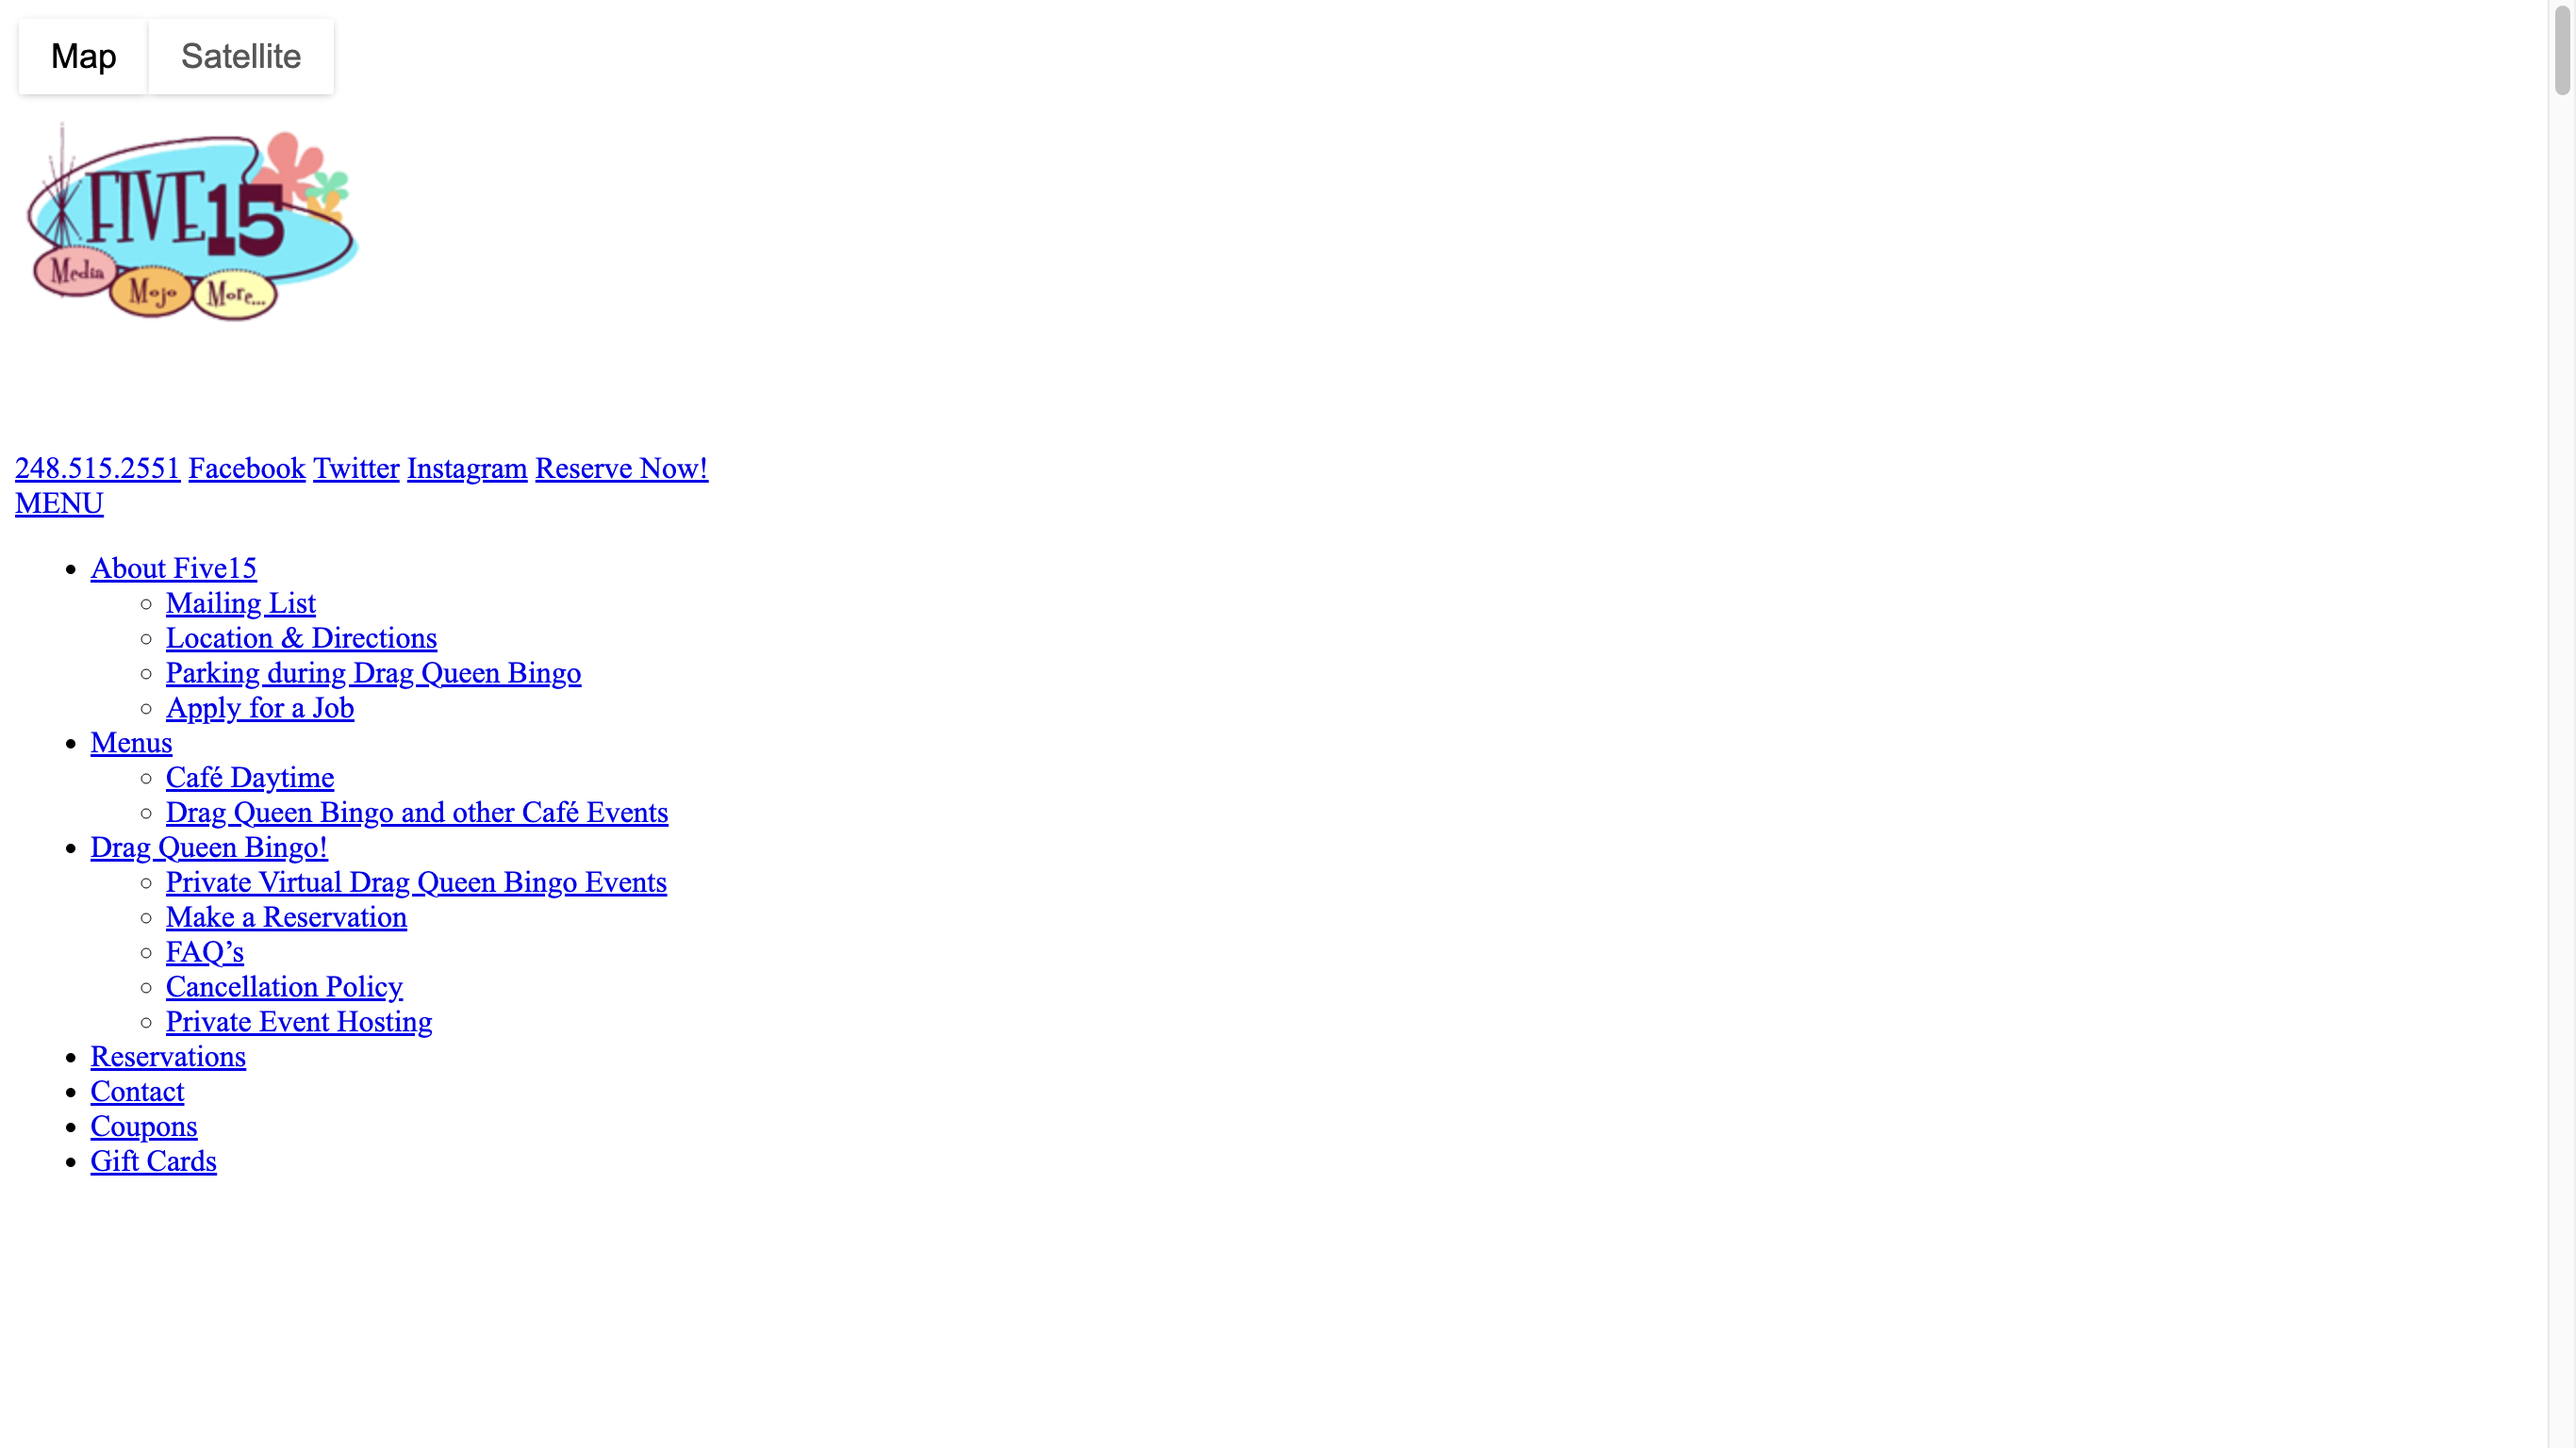 Map Satellite
FIVE15
Media Mojo More...
248.515.2551 Facebook Twitter Instagram Reserve Now!
MENU
About Five15
Mailing List
Location & Directions
Parking during Drag Queen Bingo
Apply for a Job
Menus
Café Daytime
Drag Queen Bingo and other Café Events
Drag Queen Bingo!
Private Virtual Drag Queen Bingo Events
Make a Reservation
FAQ’s
Cancellation Policy
Private Event Hosting
Reservations
Contact
Coupons
Gift Cards